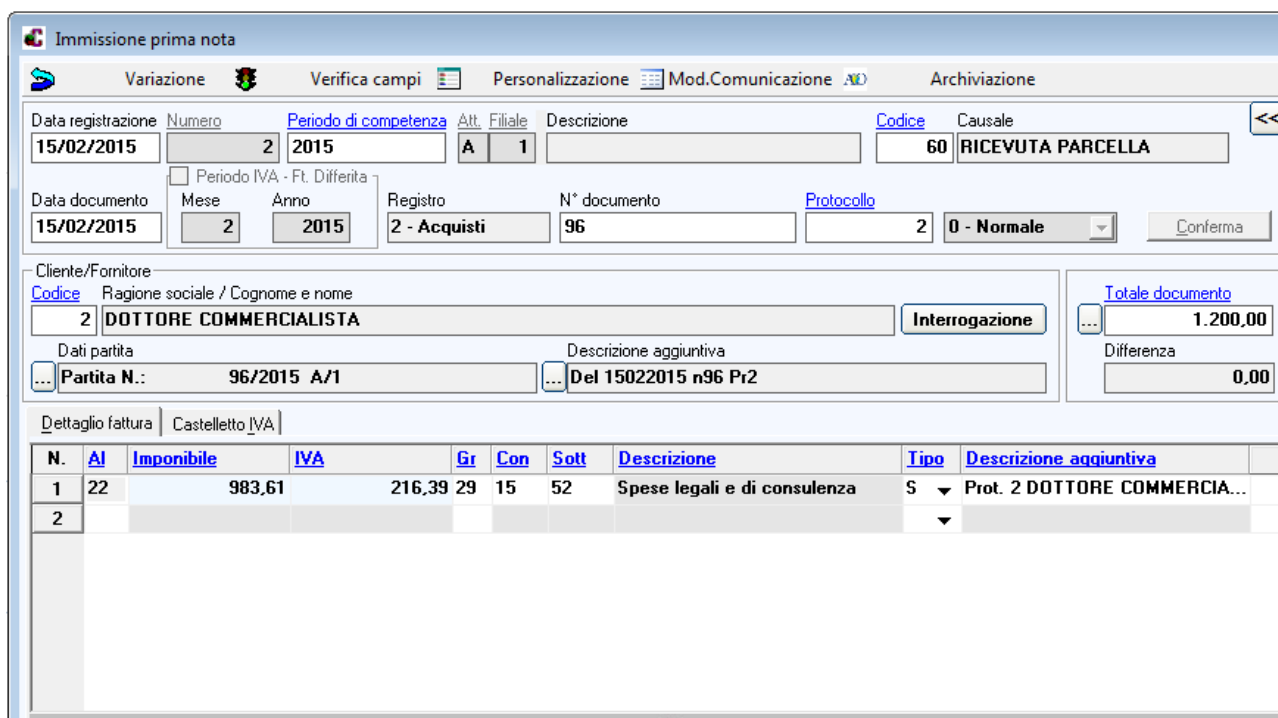 Immissione prima nota
Variazione Verifica campi Personalizzazione Mod.Comunicazione Archiviazione
Data registrazione Numero Periodo di competenza Att. Filiale Descrizione Codice Causale <<
15/02/2015 2 2015 A 1 60 RICEVUTA PARCELLA
Periodo IVA - Ft. Differita
Data documento Mese Anno Registro N° documento Protocollo
15/02/2015 2 2015 2 - Acquisti 96 2 0 - Normale Conferma
Cliente/Fornitore
Codice Ragione sociale / Cognome e nome Totale documento
2 DOTTORE COMMERCIALISTA Interrogazione ... 1.200,00
Dati partita Descrizione aggiuntiva Differenza
... Partita N.: 96/2015 A/1 ... Del 15022015 n96 Pr2 0,00
Dettaglio fattura Castelletto IVA
N. Al Imponibile IVA Gr Con Sott Descrizione Tipo Descrizione aggiuntiva
1 22 983,61 216,39 29 15 52 Spese legali e di consulenza S Prot. 2 DOTTORE COMMERCIA...
2